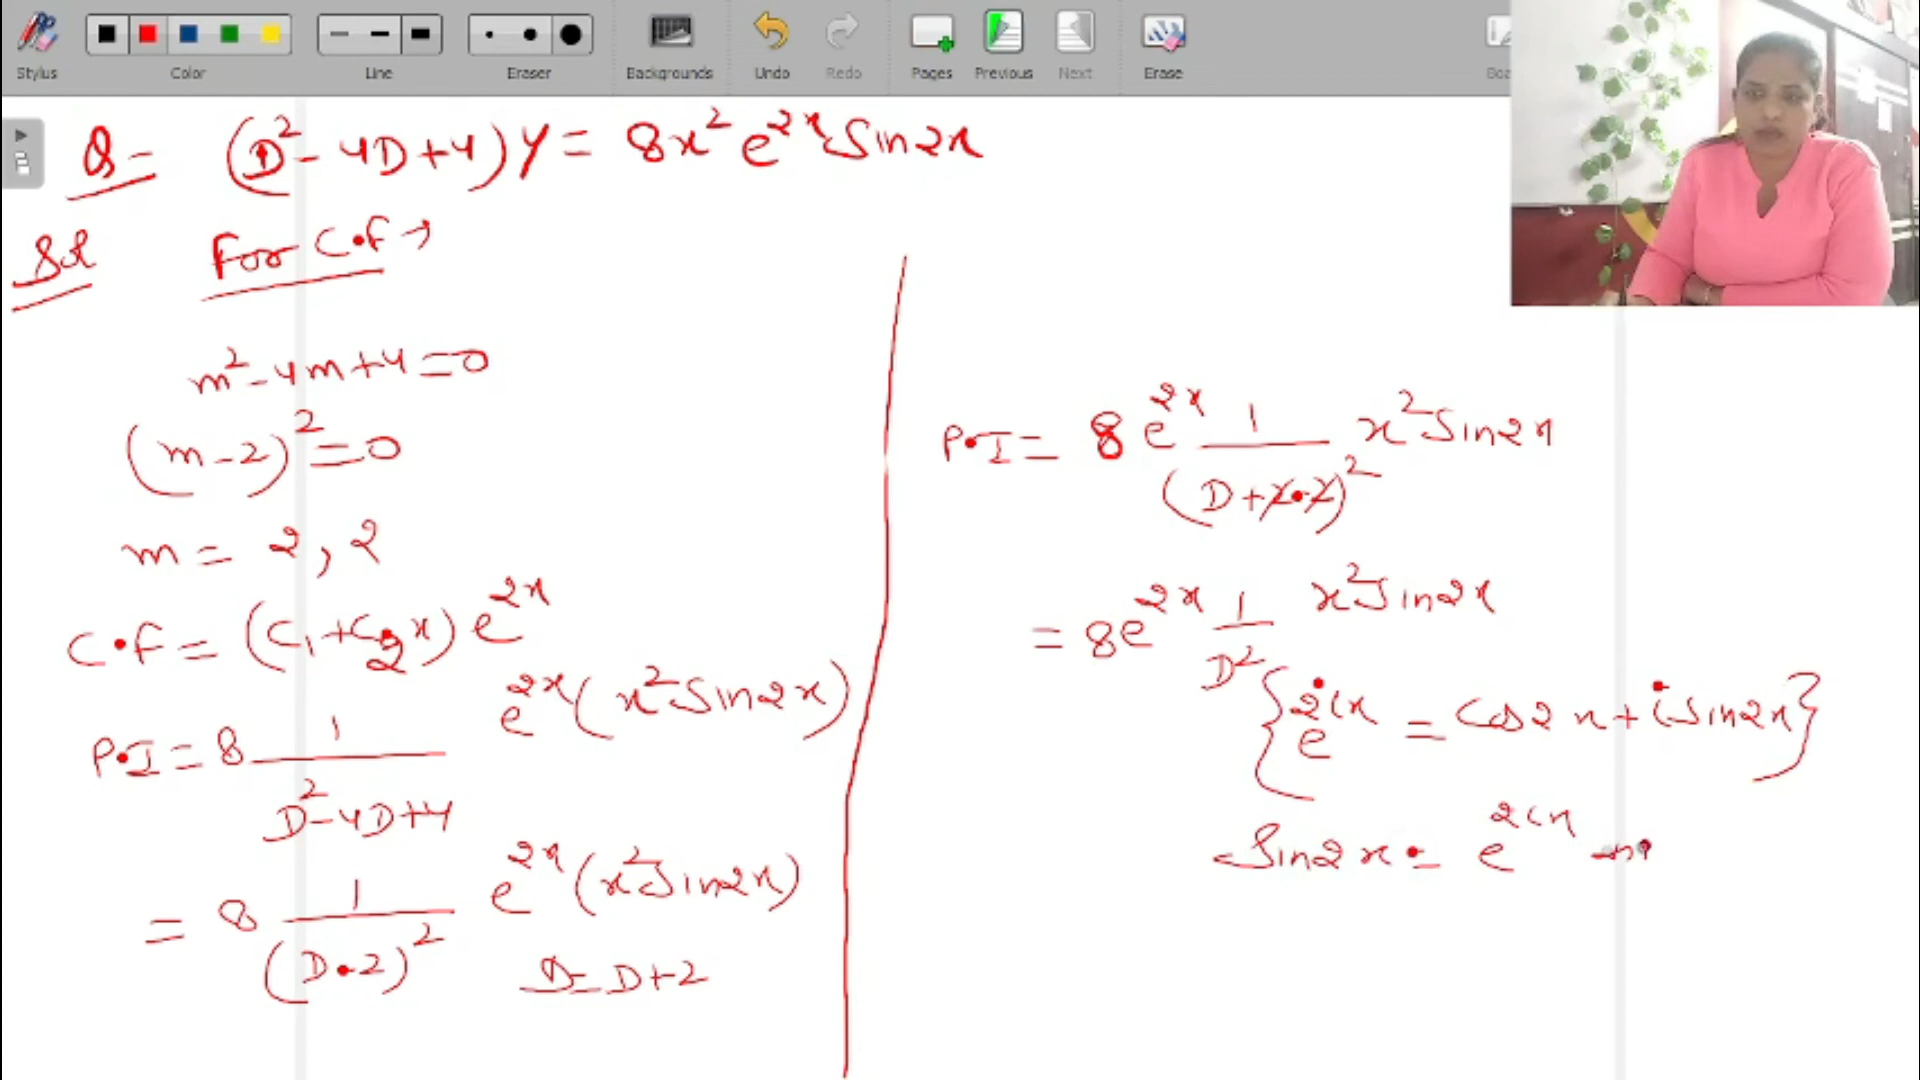 Stylus Color Line Eraser Backgrounds Undo Redo Pages Previous Next Erase
Q- (D²-4D+4)y= 8x² e^2x Sin2x
Sol For C.F →
m²-4m+4=0
(m-2)²=0
m = 2, 2
C.F = (C₁+C₂x) e^2x
P.I = 8 1/(D²-4D+4) e^2x (x² Sin2x)
= 8 1/(D-2)² e^2x (x² Sin2x)
D=D+2
P.I = 8 e^2x 1/(D+2-2)² x² Sin2x
= 8e^2x 1/D² x² Sin2x
{e^2ix = Cos2x + iSin2x}
Sin2x = e^2ix